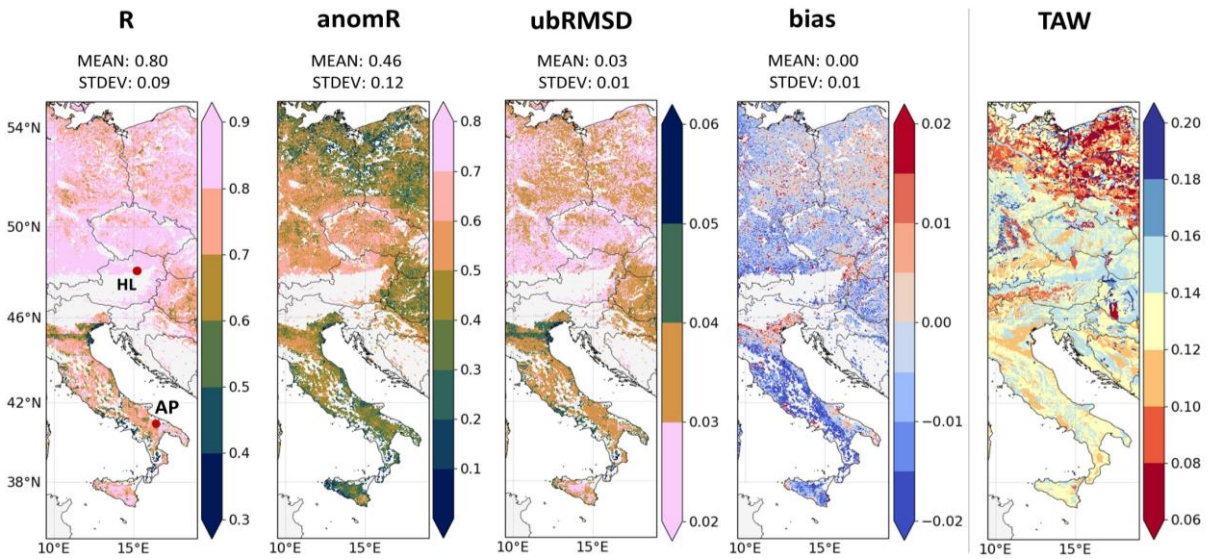 R
anomR
ubRMSD
bias
TAW
MEAN: 0.80
STDEV: 0.09
MEAN: 0.46
STDEV: 0.12
MEAN: 0.03
STDEV: 0.01
MEAN: 0.00
STDEV: 0.01
54°N
50°N
46°N
42°N
38°N
HL
AP
10°E
15°E
0.9
0.8
0.7
0.6
0.5
0.4
0.3
10°E
15°E
0.8
0.7
0.6
0.5
0.4
0.3
0.2
0.1
10°E
15°E
0.06
0.05
0.04
0.03
0.02
10°E
15°E
0.02
0.01
0.00
−0.01
−0.02
10°E
15°E
0.20
0.18
0.16
0.14
0.12
0.10
0.08
0.06